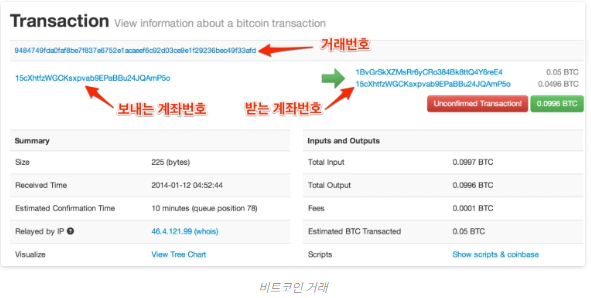 Transaction View information about a bitcoin transaction
9484749fda0faf8be7f837e6752e1acaeef6c92d03ce9e1f29236bec49f33afd
거래번호
15cXhtfzWGCKsxpvab9EPaBBu24JQAmP5o
1BvGrSkXZMsRr6yCRo384Bk8ttQ4Y6reE4 0.05 BTC
15cXhtfzWGCKsxpvab9EPaBBu24JQAmP5o 0.0496 BTC
보내는 계좌번호
받는 계좌번호
Unconfirmed Transaction! 0.0996 BTC
Summary
Size 225 (bytes)
Received Time 2014-01-12 04:52:44
Estimated Confirmation Time 10 minutes (queue position 78)
Relayed by IP 46.4.121.99 (whois)
Visualize View Tree Chart
Inputs and Outputs
Total Input 0.0997 BTC
Total Output 0.0996 BTC
Fees 0.0001 BTC
Estimated BTC Transacted 0.05 BTC
Scripts Show scripts & coinbase
비트코인 거래